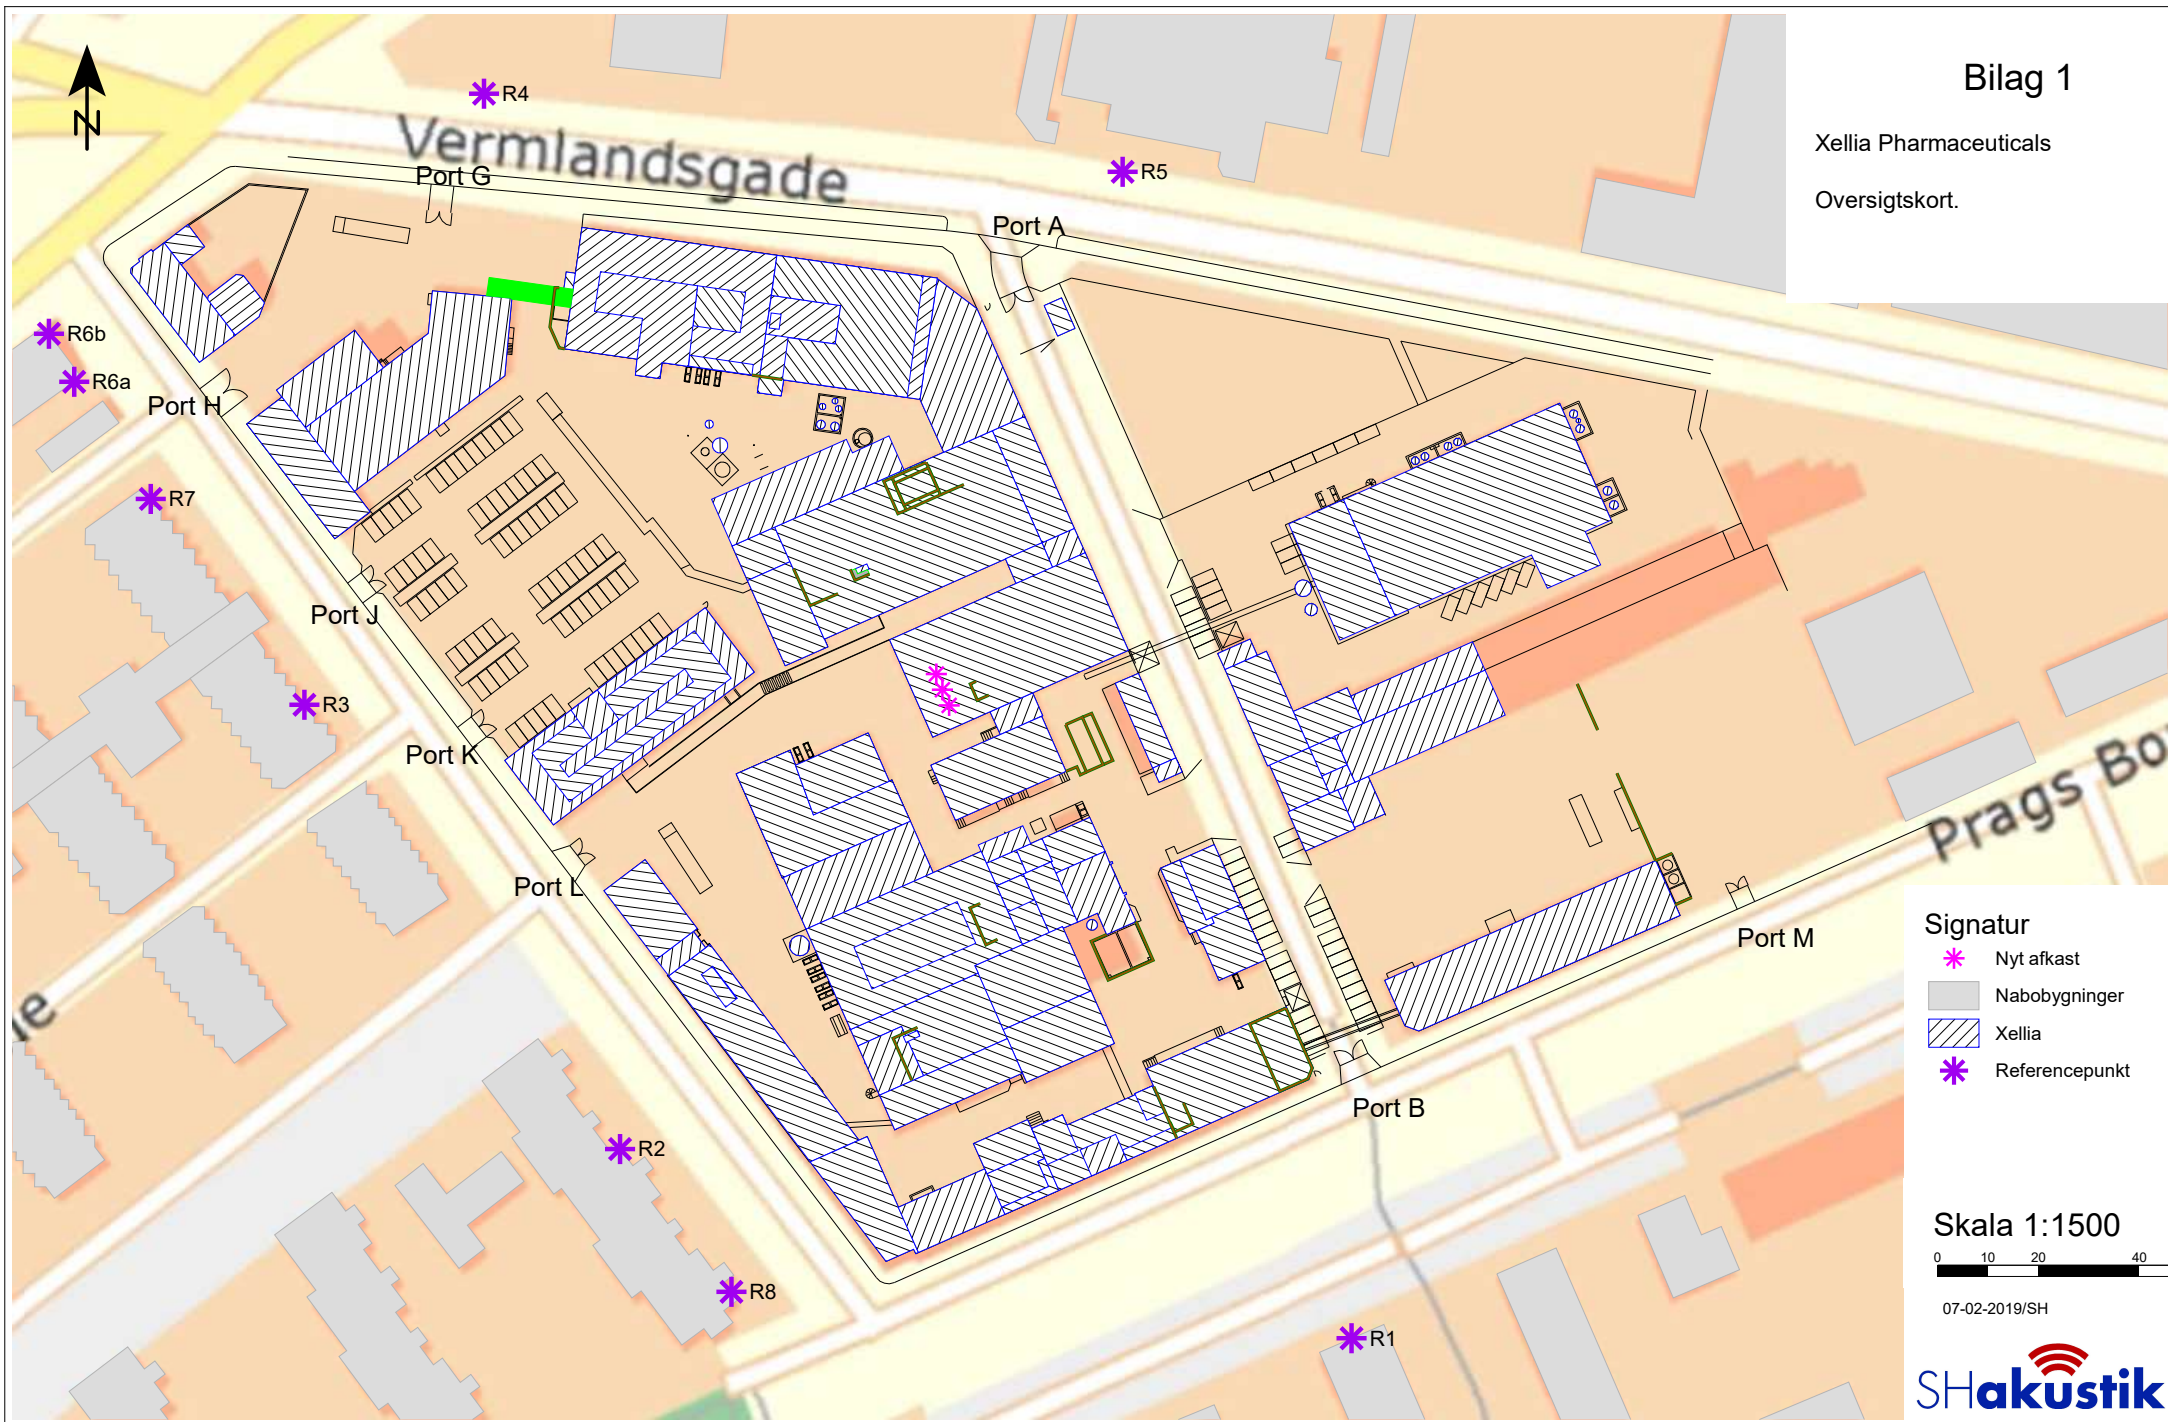 Bilag 1
Xellia Pharmaceuticals
Oversigtskort.
N
R4
Vermlandsgade
Port G
R5
Port A
R6b
R6a
Port H
R7
Port J
R3
Port K
Port L
Prags Bo
Port M
Port B
R2
R8
R1
Signatur
Nyt afkast
Nabobygninger
Xellia
Referencepunkt
Skala 1:1500
0 10 20 40
07-02-2019/SH
SHakustik